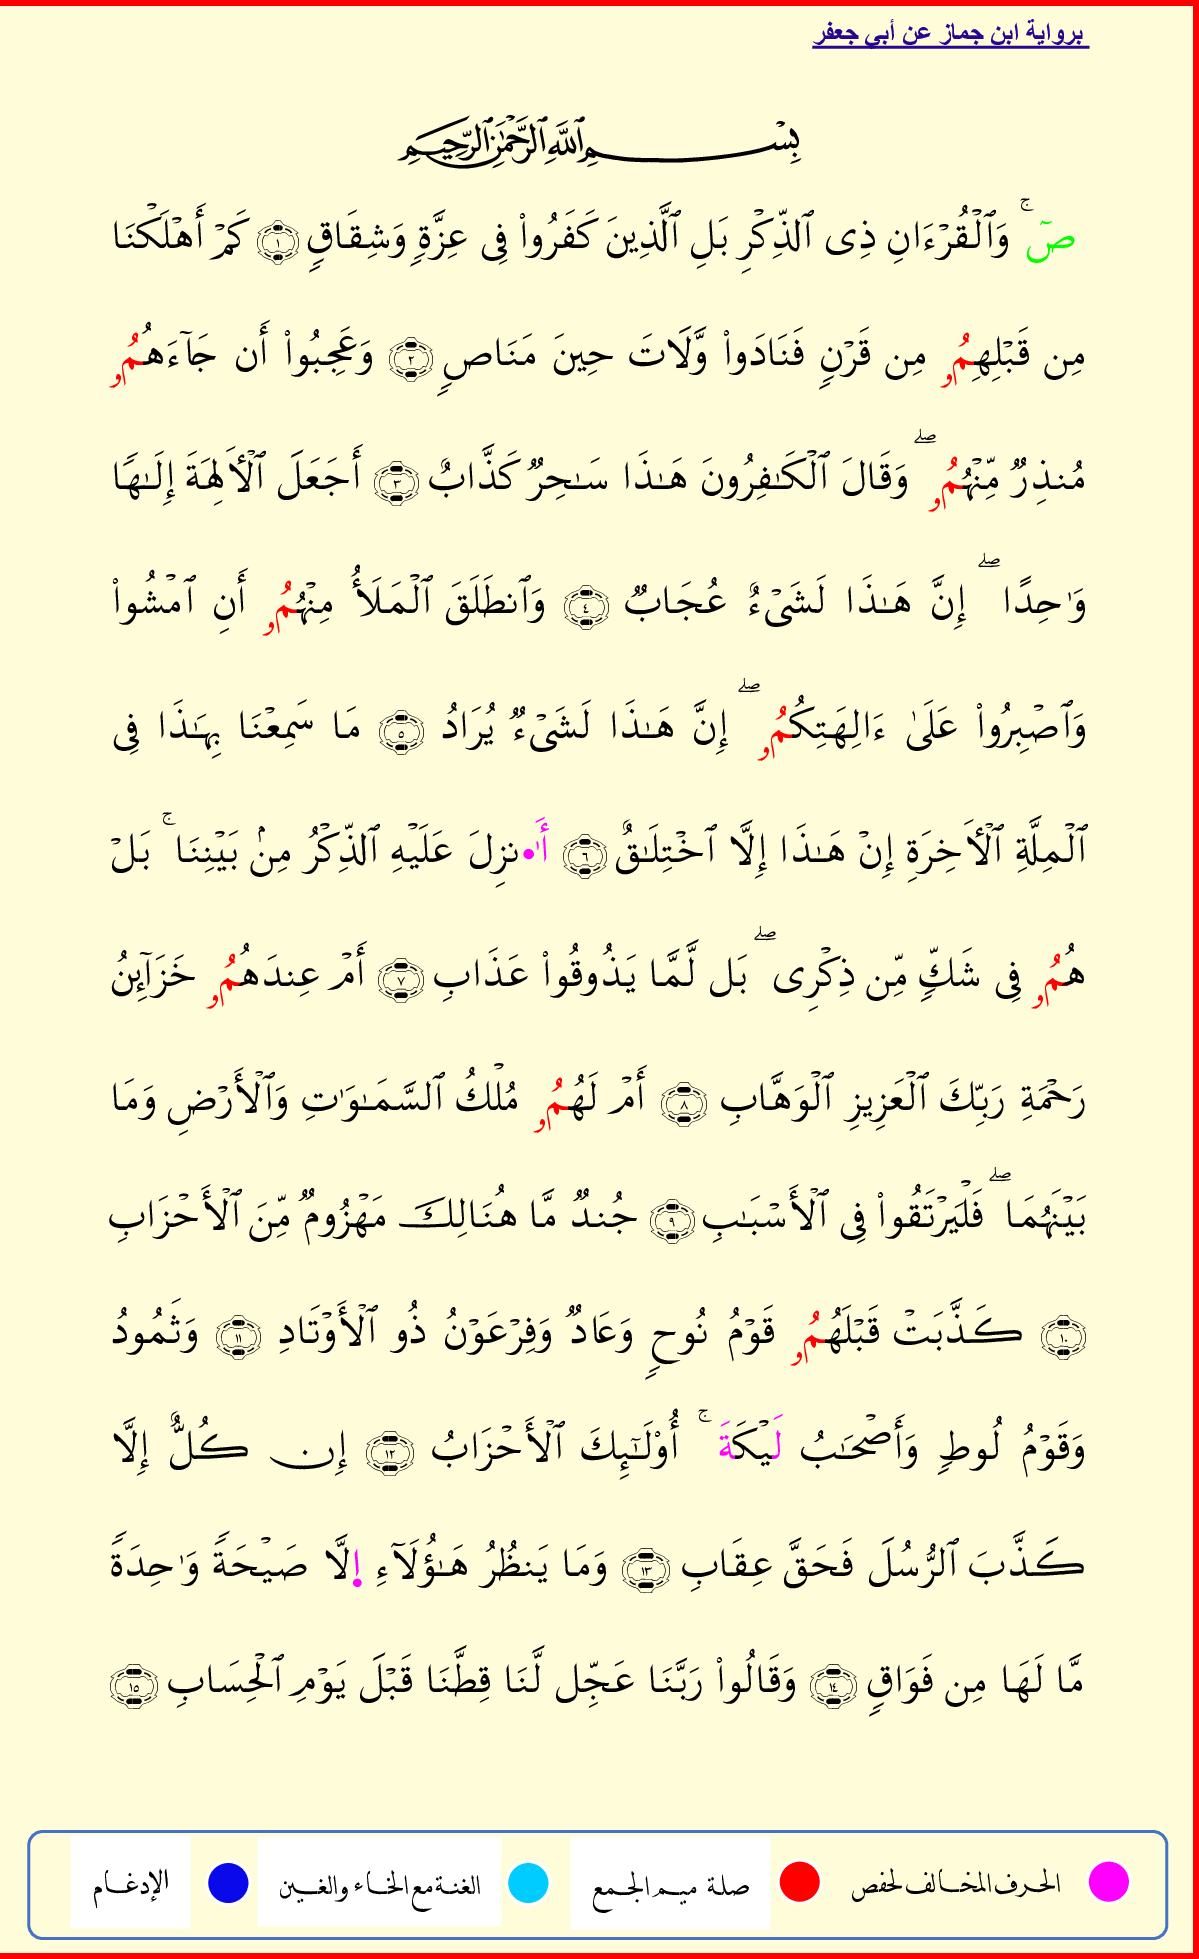 برواية ابن جماز عن أبي جعفر
بِسْمِ ٱللَّهِ ٱلرَّحْمَٰنِ ٱلرَّحِيمِ
صٓ ۚ وَٱلْقُرْءَانِ ذِى ٱلذِّكْرِ بَلِ ٱلَّذِينَ كَفَرُوا۟ فِى عِزَّةٍ وَشِقَاقٍ ١ كَمْ أَهْلَكْنَا
مِن قَبْلِهِمُۥ مِن قَرْنٍ فَنَادَوا۟ وَّلَاتَ حِينَ مَنَاصٍ ٢ وَعَجِبُوا۟ أَن جَآءَهُمُۥ
مُنذِرٌ مِّنْهُمُۥ ۖ وَقَالَ ٱلْكَـٰفِرُونَ هَـٰذَا سَـٰحِرٌ كَذَّابٌ ٣ أَجَعَلَ ٱلْأَلِهَةَ إِلَـٰهًا
وَٰحِدًا ۖ إِنَّ هَـٰذَا لَشَىْءٌ عُجَابٌ ٤ وَٱنطَلَقَ ٱلْمَلَأُ مِنْهُمُۥ أَنِ ٱمْشُوا۟
وَٱصْبِرُوا۟ عَلَىٰ ءَالِهَتِكُمُۥ ۖ إِنَّ هَـٰذَا لَشَىْءٌ يُرَادُ ٥ مَا سَمِعْنَا بِهَـٰذَا فِى
ٱلْمِلَّةِ ٱلْأَخِرَةِ إِنْ هَـٰذَا إِلَّا ٱخْتِلَـٰقٌ ٦ أَٰ۬نزِلَ عَلَيْهِ ٱلذِّكْرُ مِنۢ بَيْنِنَا ۚ بَلْ
هُمُۥ فِى شَكٍّ مِّن ذِكْرِى ۖ بَل لَّمَّا يَذُوقُوا۟ عَذَابِ ٧ أَمْ عِندَهُمُۥ خَزَآئِنُ
رَحْمَةِ رَبِّكَ ٱلْعَزِيزِ ٱلْوَهَّابِ ٨ أَمْ لَهُمُۥ مُلْكُ ٱلسَّمَـٰوَٰتِ وَٱلْأَرْضِ وَمَا
بَيْنَهُمَا ۖ فَلْيَرْتَقُوا۟ فِى ٱلْأَسْبَـٰبِ ٩ جُندٌ مَّا هُنَالِكَ مَهْزُومٌ مِّنَ ٱلْأَحْزَابِ
١٠ كَذَّبَتْ قَبْلَهُمُۥ قَوْمُ نُوحٍ وَعَادٌ وَفِرْعَوْنُ ذُو ٱلْأَوْتَادِ ١١ وَثَمُودُ
وَقَوْمُ لُوطٍ وَأَصْحَـٰبُ لَيْكَةَ ۚ أُو۟لَـٰٓئِكَ ٱلْأَحْزَابُ ١٢ إِن كُلٌّ إِلَّا
كَذَّبَ ٱلرُّسُلَ فَحَقَّ عِقَابِ ١٣ وَمَا يَنظُرُ هَـٰؤُلَآءِ اِ۪لَّا صَيْحَةً وَٰحِدَةً
مَّا لَهَا مِن فَوَاقٍ ١٤ وَقَالُوا۟ رَبَّنَا عَجِّل لَّنَا قِطَّنَا قَبْلَ يَوْمِ ٱلْحِسَابِ ١٥
الحرف المخالف لحفص صلة ميم الجمع الغنة مع الخاء والغين الإدغام